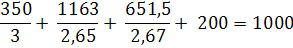 350/3 + 1163/2,65 + 651,5/2,67 + 200 = 1000